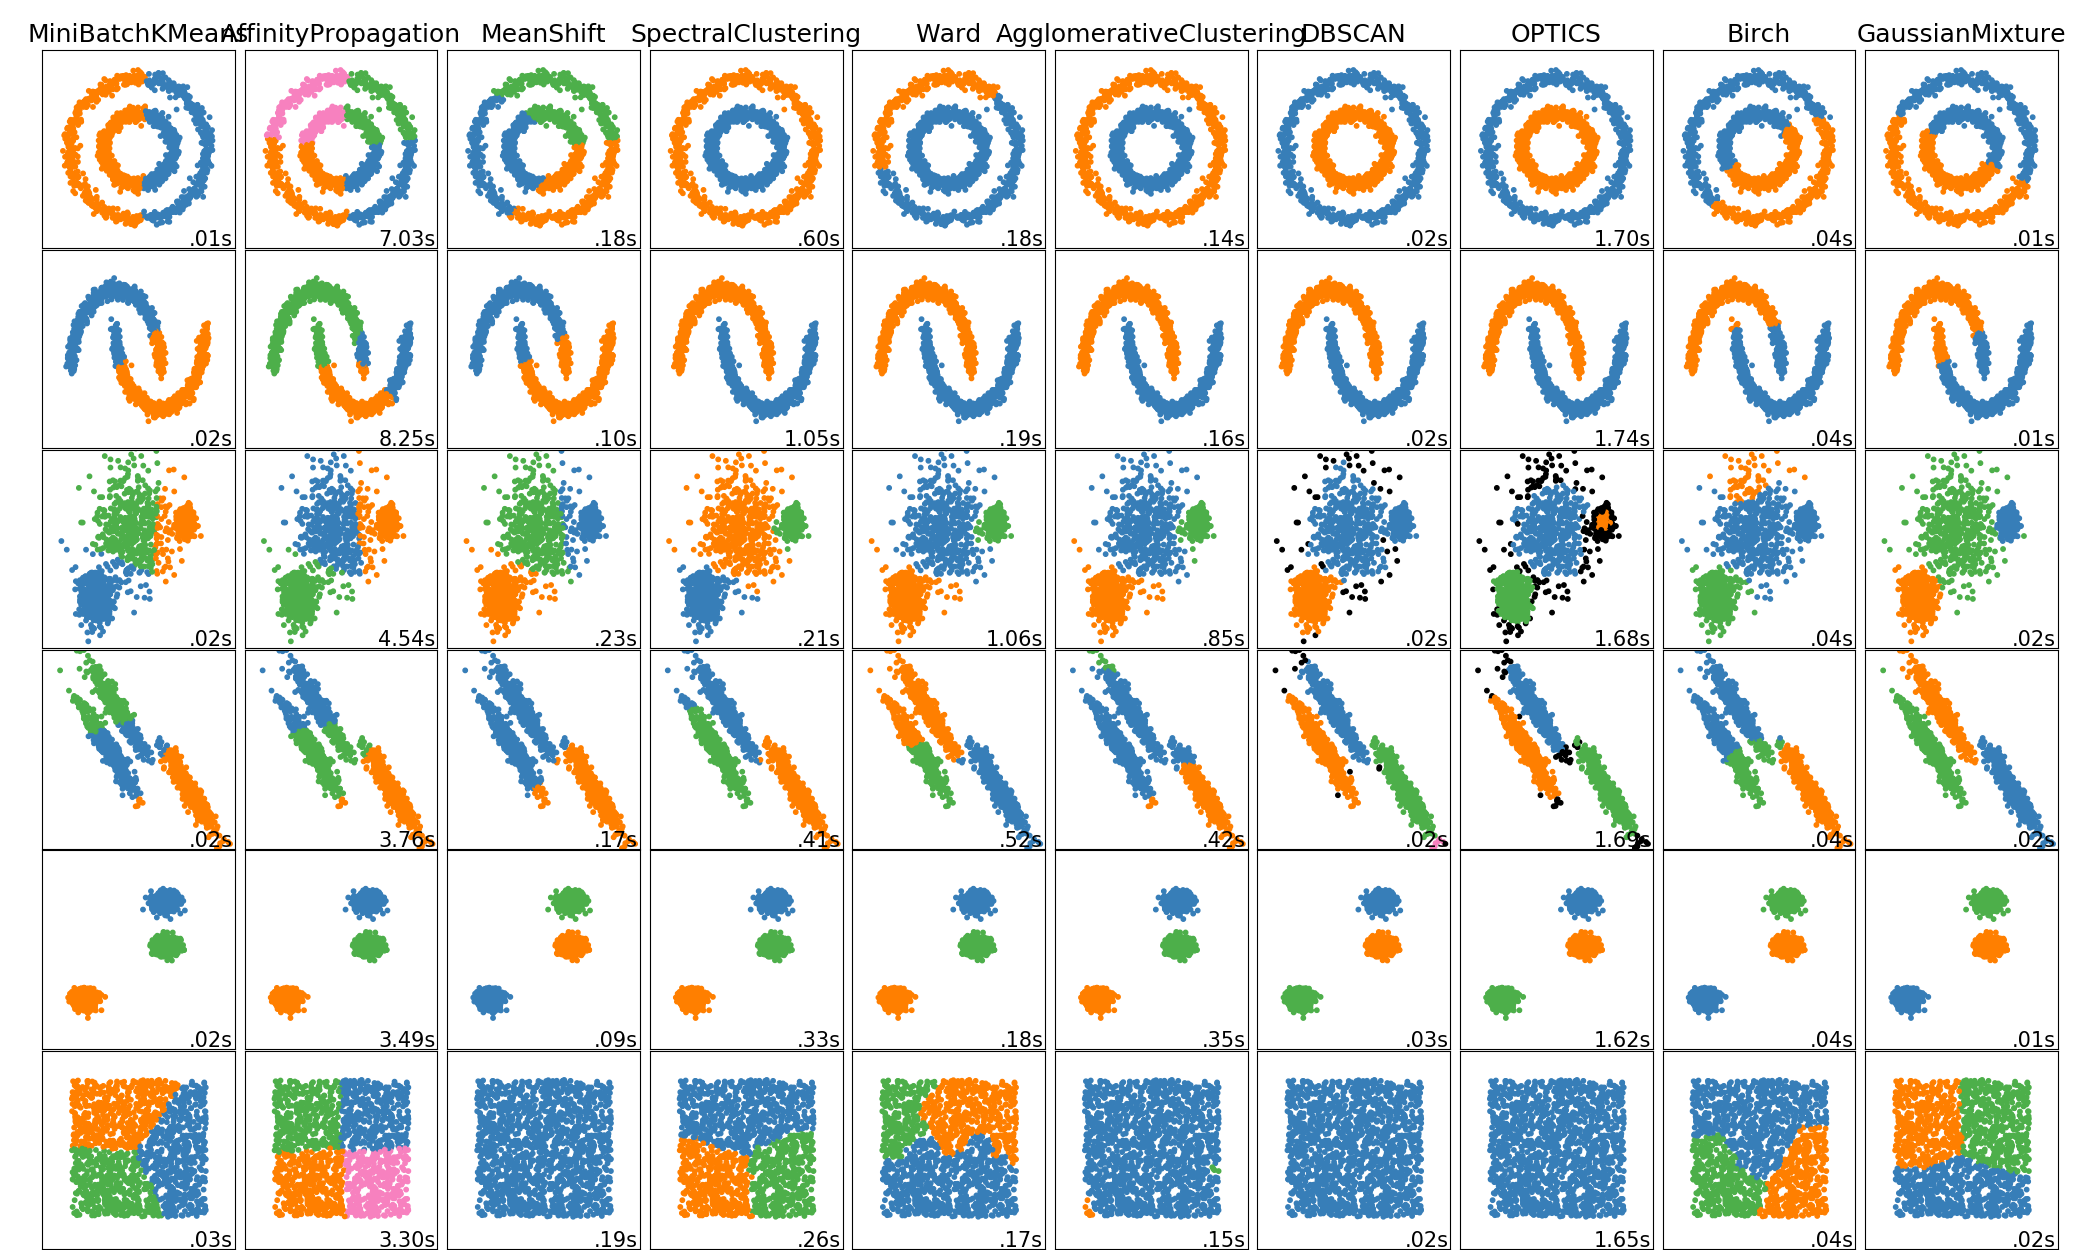 MiniBatchKMeans AffinityPropagation MeanShift SpectralClustering Ward AgglomerativeClustering DBSCAN OPTICS Birch GaussianMixture
.01s 7.03s .18s .60s .18s .14s .02s 1.70s .04s .01s
.02s 8.25s .10s 1.05s .19s .16s .02s 1.74s .04s .01s
.02s 4.54s .23s .21s 1.06s .85s .02s 1.68s .04s .02s
.02s 3.76s .17s .41s .52s .42s .02s 1.69s .04s .02s
.02s 3.49s .09s .33s .18s .35s .03s 1.62s .04s .01s
.03s 3.30s .19s .26s .17s .15s .02s 1.65s .04s .02s